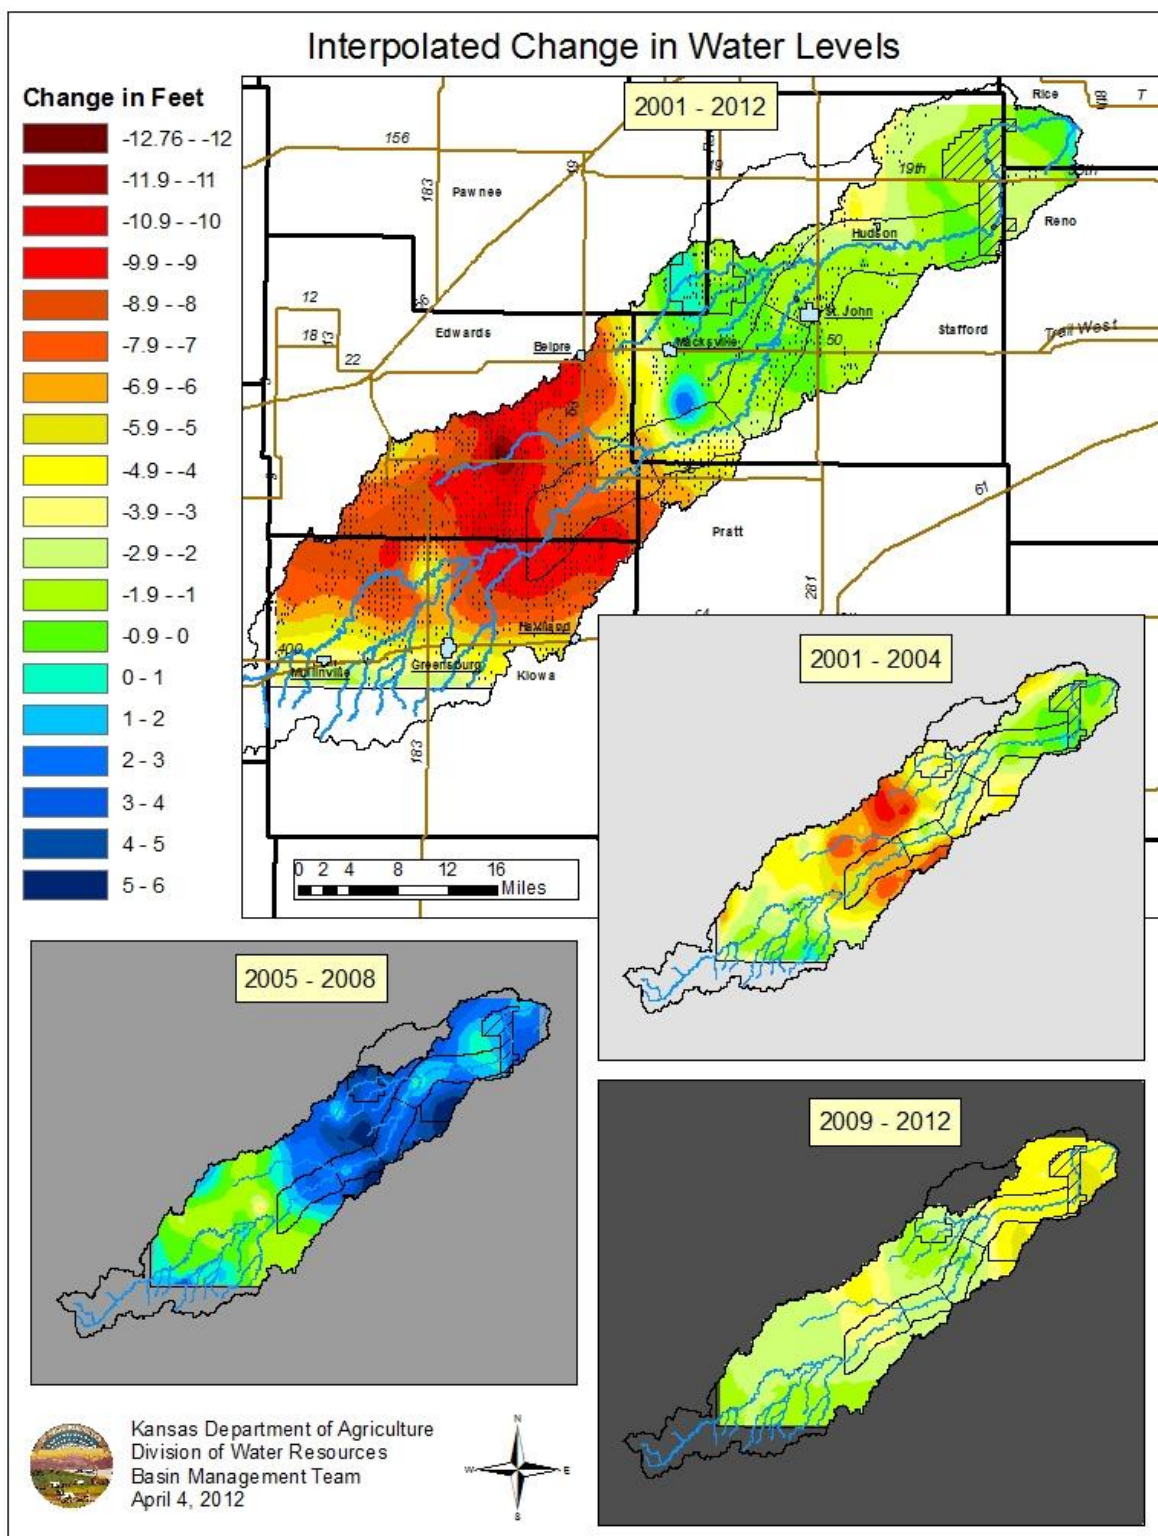 Interpolated Change in Water Levels
Change in Feet
-12.76 - -12
-11.9 - -11
-10.9 - -10
-9.9 - -9
-8.9 - -8
-7.9 - -7
-6.9 - -6
-5.9 - -5
-4.9 - -4
-3.9 - -3
-2.9 - -2
-1.9 - -1
-0.9 - 0
0 - 1
1 - 2
2 - 3
3 - 4
4 - 5
5 - 6
2001 - 2012
Rice
T
156
19
19th
183
Pawnee
Reno
Hudson
12
18
13
22
Edwards
Belpre
Macksville
St. John
50
Stafford
Trail West
61
Pratt
281
400
Mullinville
Greensburg
Haviland
Kiowa
183
0 2 4 8 12 16
Miles
2001 - 2004
2005 - 2008
2009 - 2012
Kansas Department of Agriculture
Division of Water Resources
Basin Management Team
April 4, 2012
N
W
E
S